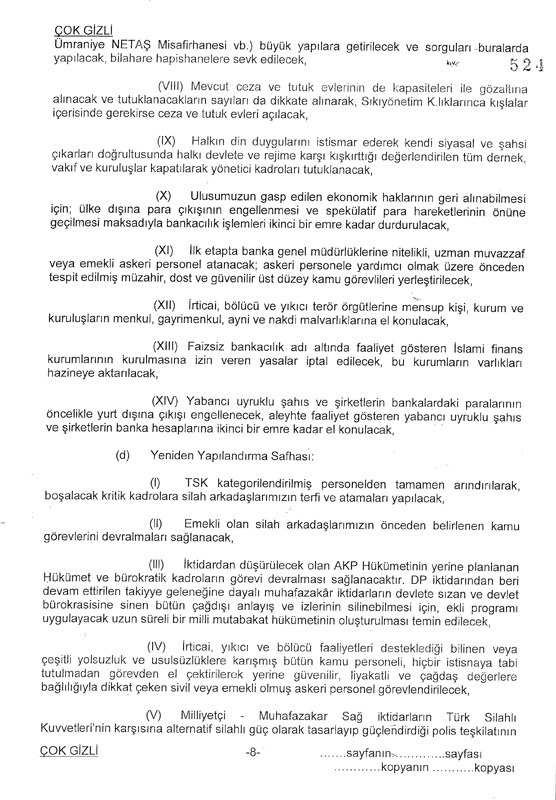 ÇOK GİZLİ
Ümraniye NETAŞ Misafirhanesi vb.) büyük yapılara getirilecek ve sorguları buralarda
yapılacak, bilahare hapishanelere sevk edilecek,
524
(VIII) Mevcut ceza ve tutuk evlerinin de kapasiteleri ile gözaltına
alınacak ve tutuklanacakların sayıları da dikkate alınarak, Sıkıyönetim K.lıklarınca kışlalar
içerisinde gerekirse ceza ve tutuk evleri açılacak,
(IX) Halkın din duygularını istismar ederek kendi siyasal ve şahsi
çıkarları doğrultusunda halkı devlete ve rejime karşı kışkırttığı değerlendirilen tüm dernek,
vakıf ve kuruluşlar kapatılarak yönetici kadroları tutuklanacak,
(X) Ulusumuzun gasp edilen ekonomik haklarının geri alınabilmesi
için; ülke dışına para çıkışının engellenmesi ve spekülatif para hareketlerinin önüne
geçilmesi maksadıyla bankacılık işlemleri ikinci bir emre kadar durdurulacak,
(XI) İlk etapta banka genel müdürlüklerine nitelikli, uzman muvazzaf
veya emekli askeri personel atanacak; askeri personele yardımcı olmak üzere önceden
tespit edilmiş müzahir, dost ve güvenilir üst düzey kamu görevlileri yerleştirilecek,
(XII) İrticai, bölücü ve yıkıcı terör örgütlerine mensup kişi, kurum ve
kuruluşların menkul, gayrimenkul, ayni ve nakdi malvarlıklarına el konulacak,
(XIII) Faizsiz bankacılık adı altında faaliyet gösteren İslami finans
kurumlarının kurulmasına izin veren yasalar iptal edilecek, bu kurumların varlıkları
hazineye aktarılacak,
(XIV) Yabancı uyruklu şahıs ve şirketlerin bankalardaki paralarının
öncelikle yurt dışına çıkışı engellenecek, aleyhte faaliyet gösteren yabancı uyruklu şahıs
ve şirketlerin banka hesaplarına ikinci bir emre kadar el konulacak,
(d) Yeniden Yapılandırma Safhası:
(I) TSK kategorilendirilmiş personelden tamamen arındırılarak,
boşalacak kritik kadrolara silah arkadaşlarımızın terfi ve atamaları yapılacak,
(II) Emekli olan silah arkadaşlarımızın önceden belirlenen kamu
görevlerini devralmaları sağlanacak,
(III) İktidardan düşürülecek olan AKP Hükümetinin yerine planlanan
Hükümet ve bürokratik kadroların görevi devralması sağlanacaktır. DP iktidarından beri
devam ettirilen takiyye geleneğine dayalı muhafazakâr iktidarların devlete sızan ve devlet
bürokrasisine sinen bütün çağdışı anlayış ve izlerinin silinebilmesi için, ekli programı
uygulayacak uzun süreli bir milli mutabakat hükümetinin oluşturulması temin edilecek,
(IV) İrticai, yıkıcı ve bölücü faaliyetleri desteklediği bilinen veya
çeşitli yolsuzluk ve usulsüzlüklere karışmış bütün kamu personeli, hiçbir istisnaya tabi
tutulmadan görevden el çektirilerek yerine güvenilir, liyakatli ve çağdaş değerlere
bağlılığıyla dikkat çeken sivil veya emekli olmuş askeri personel görevlendirilecek,
(V) Milliyetçi - Muhafazakar Sağ iktidarların Türk Silahlı
Kuvvetleri'nin karşısına alternatif silahlı güç olarak tasarlayıp güçlendirdiği polis teşkilatının
ÇOK GİZLİ -8- .......sayfanın.............sayfası
............kopyanın ...........kopyası